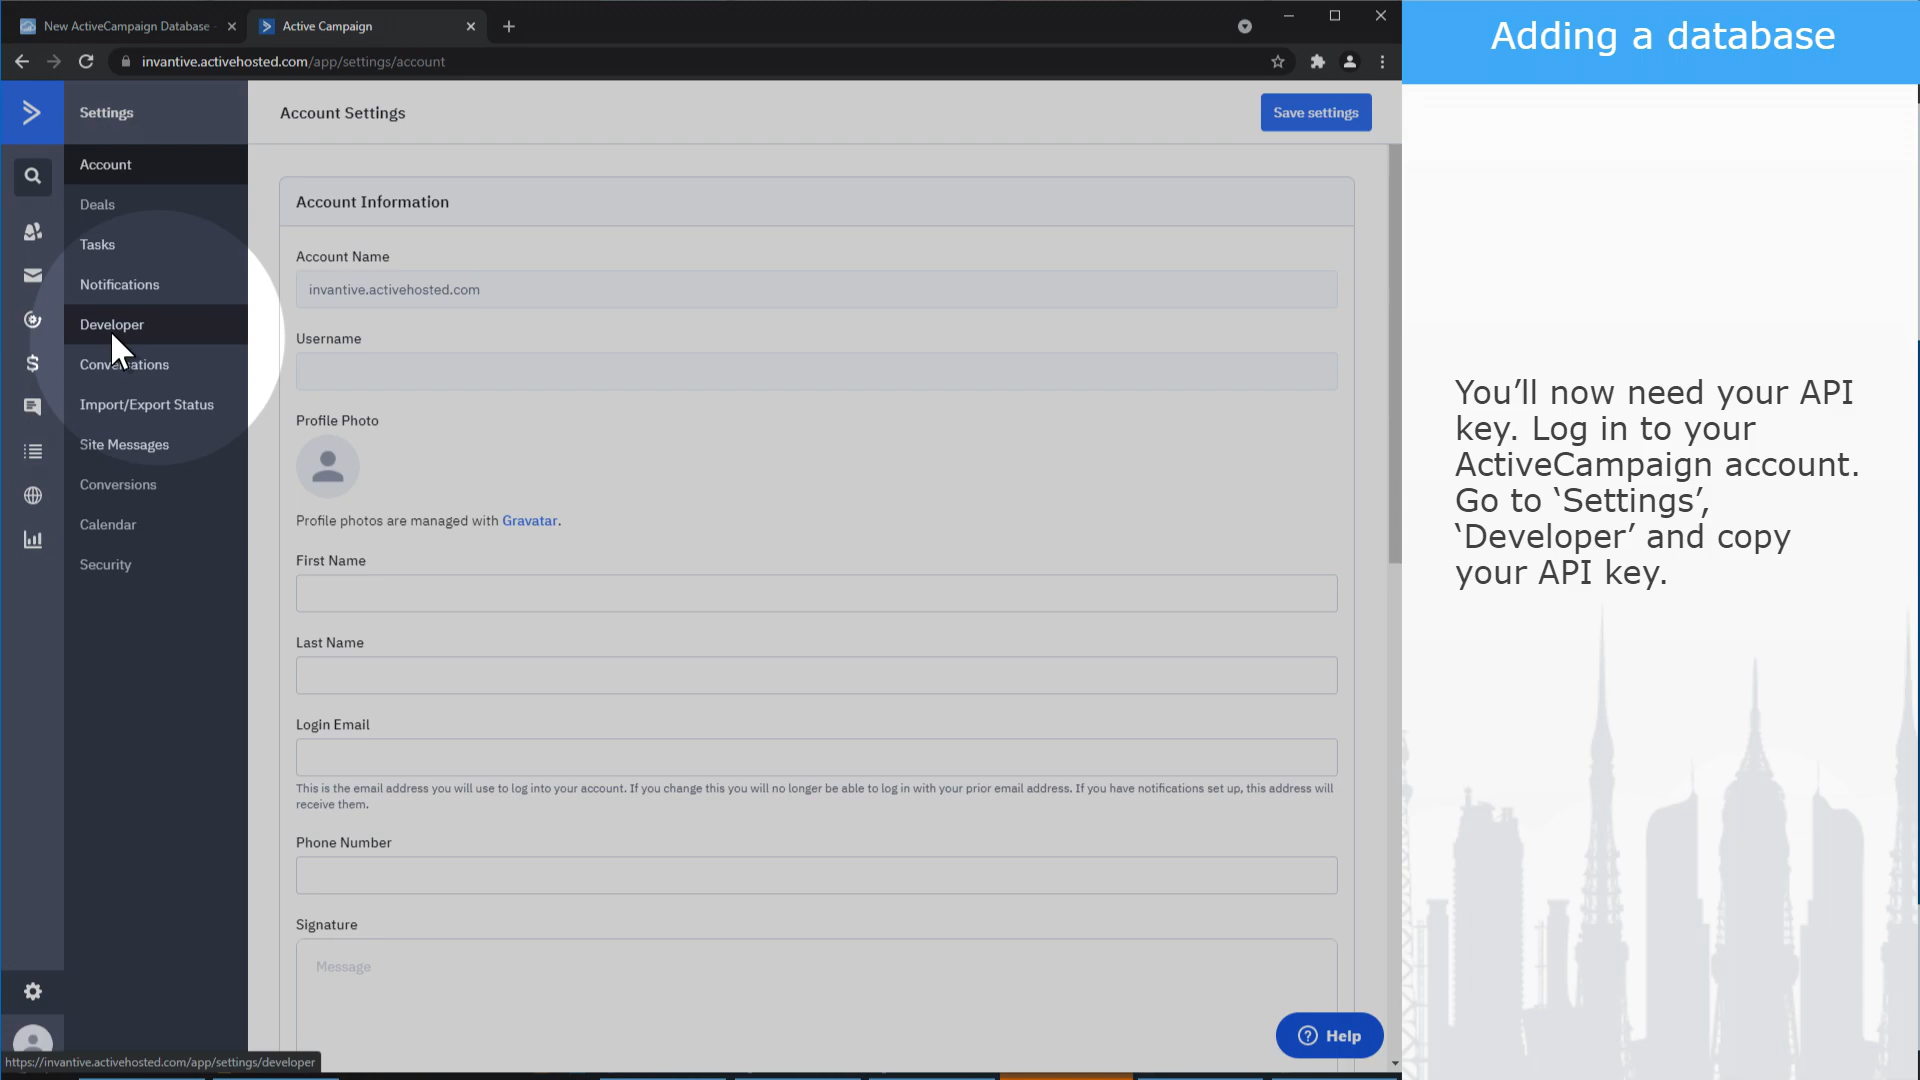 New ActiveCampaign Database
Active Campaign
invantive.activehosted.com/app/settings/account
Settings
Account
Deals
Tasks
Notifications
Developer
Conversations
Import/Export Status
Site Messages
Conversions
Calendar
Security
https://invantive.activehosted.com/app/settings/developer
Account Settings
Save settings
Account Information
Account Name
invantive.activehosted.com
Username
Profile Photo
Profile photos are managed with Gravatar.
First Name
Last Name
Login Email
This is the email address you will use to log into your account. If you change this you will no longer be able to log in with your prior email address. If you have notifications set up, this address will
receive them.
Phone Number
Signature
Message
Help
Adding a database
You’ll now need your API
key. Log in to your
ActiveCampaign account.
Go to ‘Settings’,
‘Developer’ and copy
your API key.